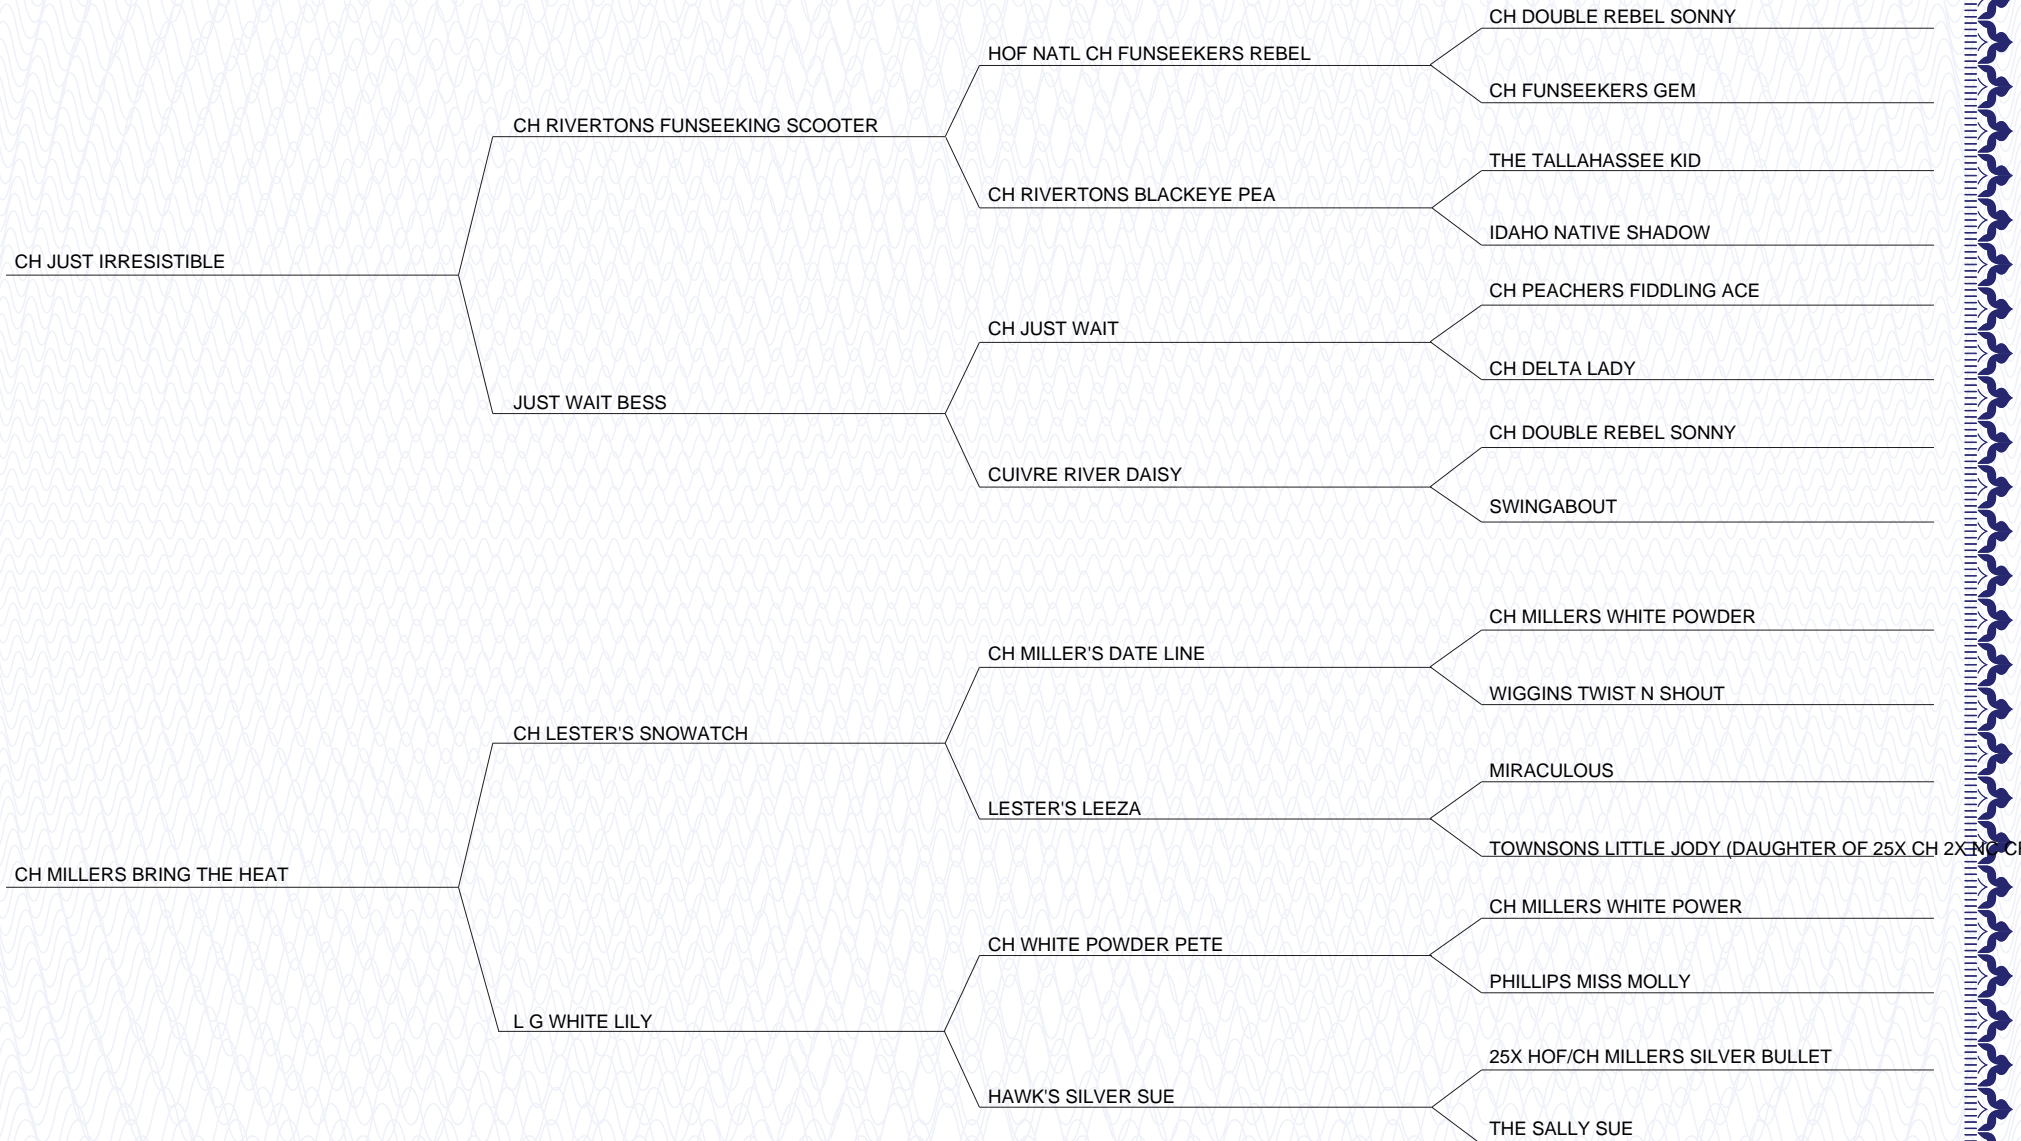 CH DOUBLE REBEL SONNY
HOF NATL CH FUNSEEKERS REBEL
CH FUNSEEKERS GEM
CH RIVERTONS FUNSEEKING SCOOTER
THE TALLAHASSEE KID
CH RIVERTONS BLACKEYE PEA
IDAHO NATIVE SHADOW
CH JUST IRRESISTIBLE
CH PEACHERS FIDDLING ACE
CH JUST WAIT
CH DELTA LADY
JUST WAIT BESS
CH DOUBLE REBEL SONNY
CUIVRE RIVER DAISY
SWINGABOUT
CH MILLERS WHITE POWDER
CH MILLER'S DATE LINE
WIGGINS TWIST N SHOUT
CH LESTER'S SNOWATCH
MIRACULOUS
LESTER'S LEEZA
TOWNSONS LITTLE JODY (DAUGHTER OF 25X CH 2X NC
CH MILLERS BRING THE HEAT
CH MILLERS WHITE POWER
CH WHITE POWDER PETE
PHILLIPS MISS MOLLY
L G WHITE LILY
25X HOF/CH MILLERS SILVER BULLET
HAWK'S SILVER SUE
THE SALLY SUE